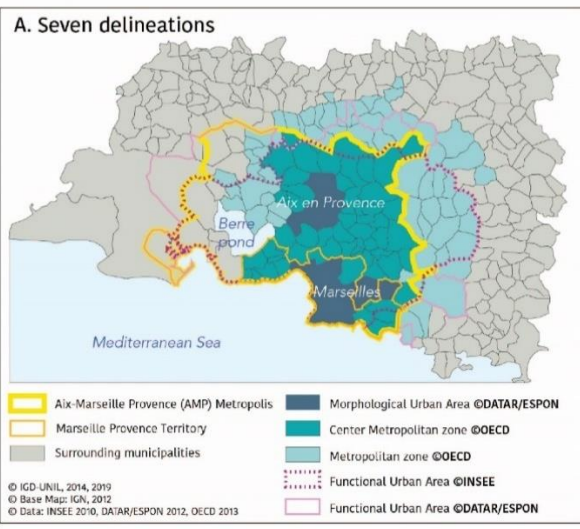 A. Seven delineations
Aix en Provence
Berre
pond
Marseilles
Mediterranean Sea
Aix-Marseille Provence (AMP) Metropolis
Marseille Provence Territory
Surrounding municipalities
Morphological Urban Area ©DATAR/ESPON
Center Metropolitan zone ©OECD
Metropolitan zone ©OECD
Functional Urban Area ©INSEE
Functional Urban Area ©DATAR/ESPON
© IGD-UNIL, 2014, 2019
© Base Map: IGN, 2012
© Data: INSEE 2010, DATAR/ESPON 2012, OECD 2013